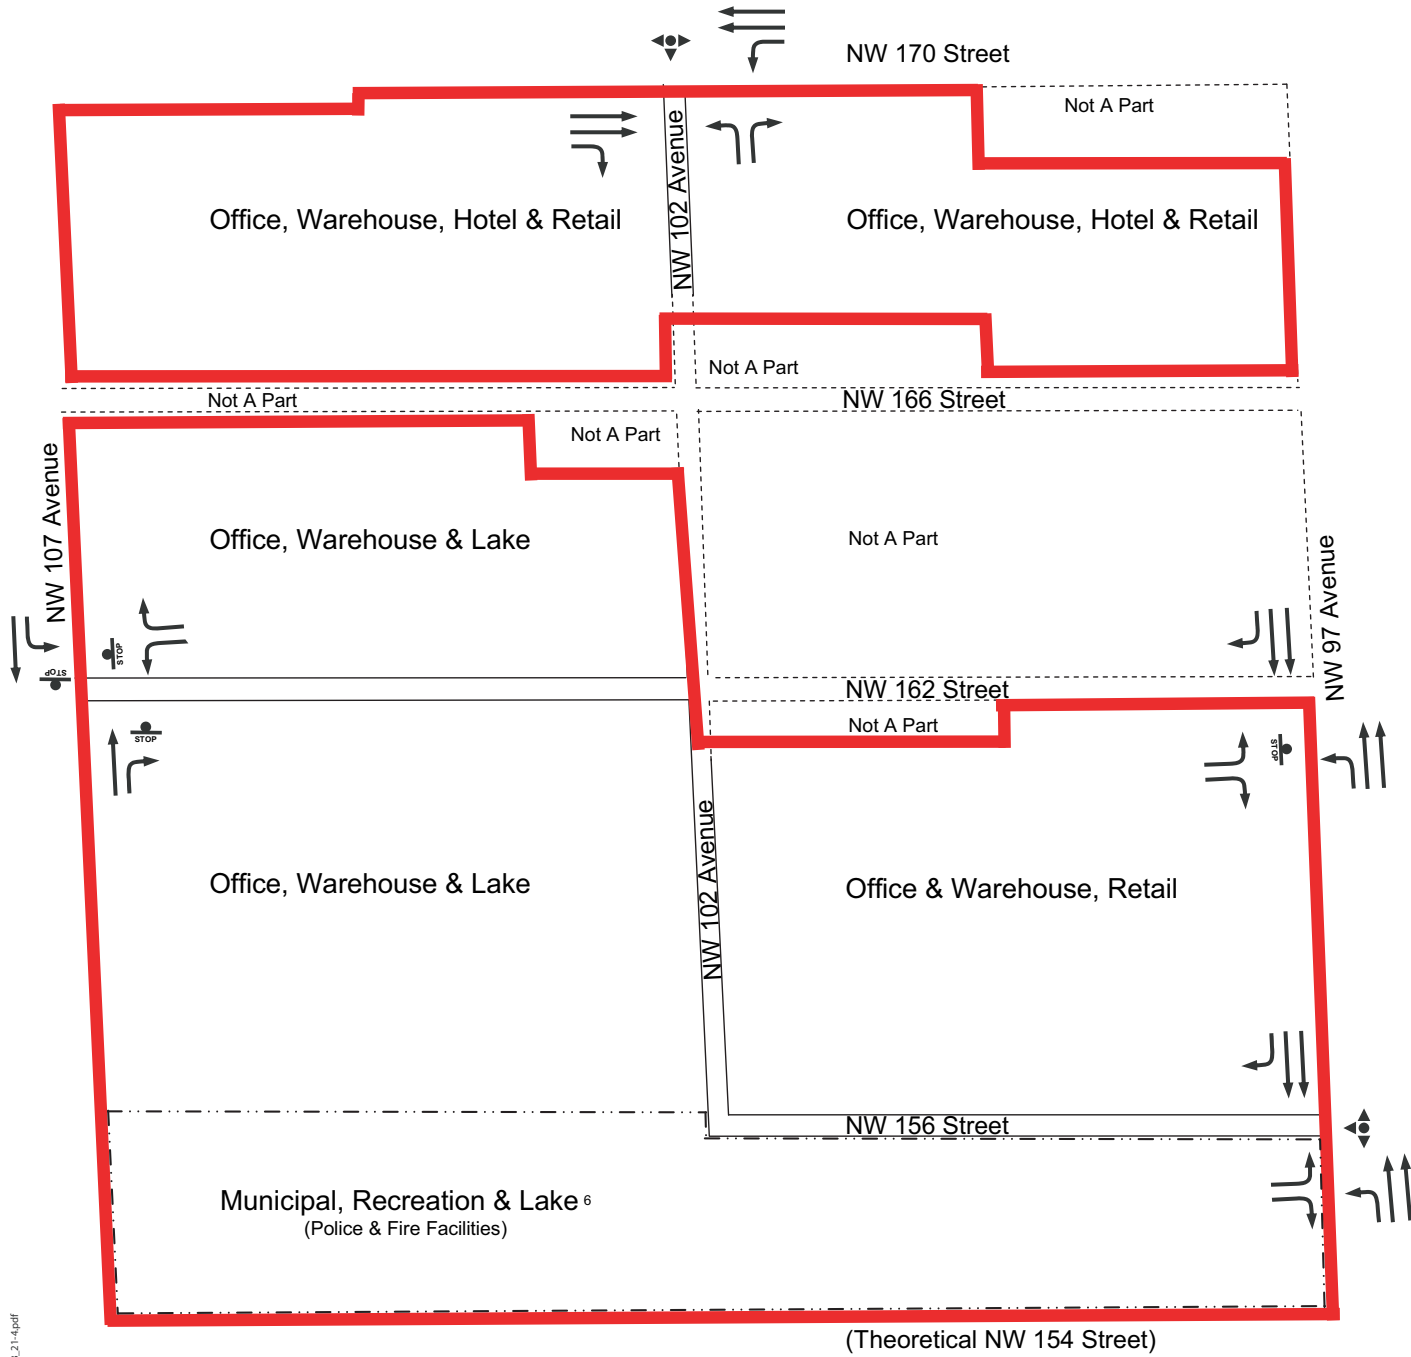 NW 170 Street
Not A Part
NW 102 Avenue
Office, Warehouse, Hotel & Retail
Office, Warehouse, Hotel & Retail
Not A Part
Not A Part
NW 166 Street
Not A Part
NW 107 Avenue
Office, Warehouse & Lake
Not A Part
NW 97 Avenue
STOP
STOP
NW 162 Street
Not A Part
STOP
STOP
NW 102 Avenue
Office, Warehouse & Lake
Office & Warehouse, Retail
NW 156 Street
Municipal, Recreation & Lake 6
(Police & Fire Facilities)
(Theoretical NW 154 Street)
_21-4.pdf